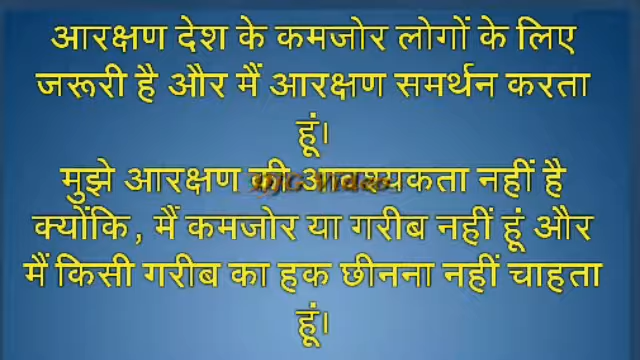 आरक्षण देश के कमजोर लोगों के लिए
जरूरी है और मैं आरक्षण समर्थन करता
हूं।
मुझे आरक्षण की आवश्यकता नहीं है
क्योंकि, मैं कमजोर या गरीब नहीं हूं और
मैं किसी गरीब का हक छीनना नहीं चाहता
हूं।